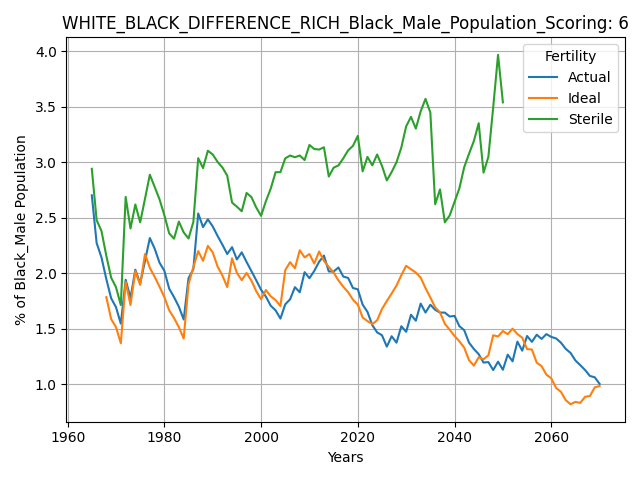 WHITE_BLACK_DIFFERENCE_RICH_Black_Male_Population_Scoring: 6
Fertility
Actual
Ideal
Sterile
% of Black_Male Population
4.0
3.5
3.0
2.5
2.0
1.5
1.0
1960 1980 2000 2020 2040 2060
Years